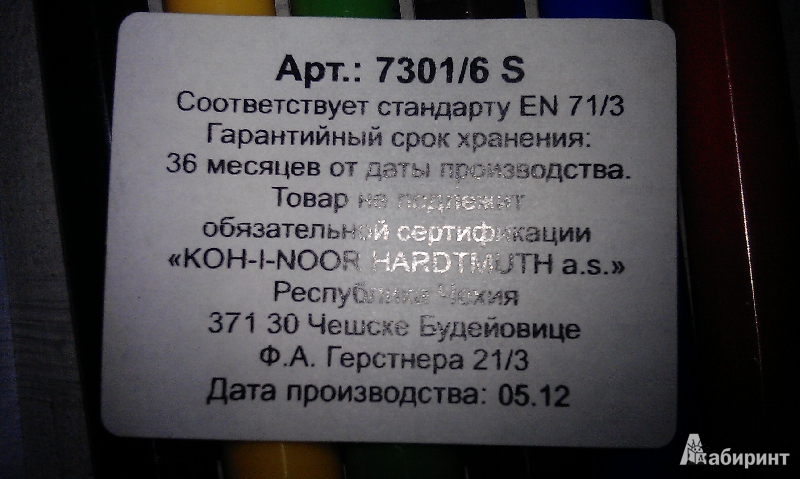 Арт.: 7301/6 S
Соответствует стандарту EN 71/3
Гарантийный срок хранения:
36 месяцев от даты производства.
Товар не подлежит
обязательной сертификации
«KOH-I-NOOR HARDTMUTH a.s.»
Республика Чехия
371 30 Чешске Будейовице
Ф.А. Герстнера 21/3
Дата производства: 05.12
Лабиринт